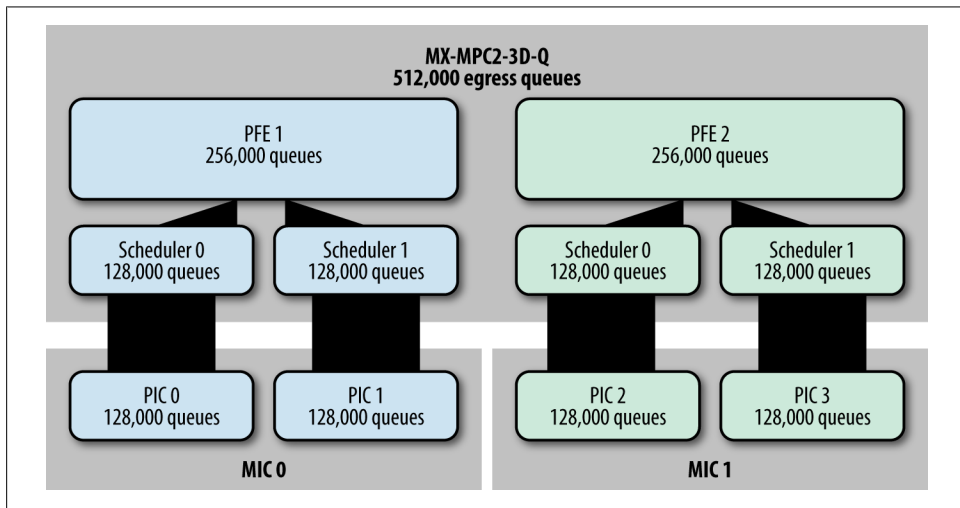 MX-MPC2-3D-Q
512,000 egress queues
PFE 1
256,000 queues
PFE 2
256,000 queues
Scheduler 0
128,000 queues
Scheduler 1
128,000 queues
Scheduler 0
128,000 queues
Scheduler 1
128,000 queues
PIC 0
128,000 queues
PIC 1
128,000 queues
PIC 2
128,000 queues
PIC 3
128,000 queues
MIC 0
MIC 1